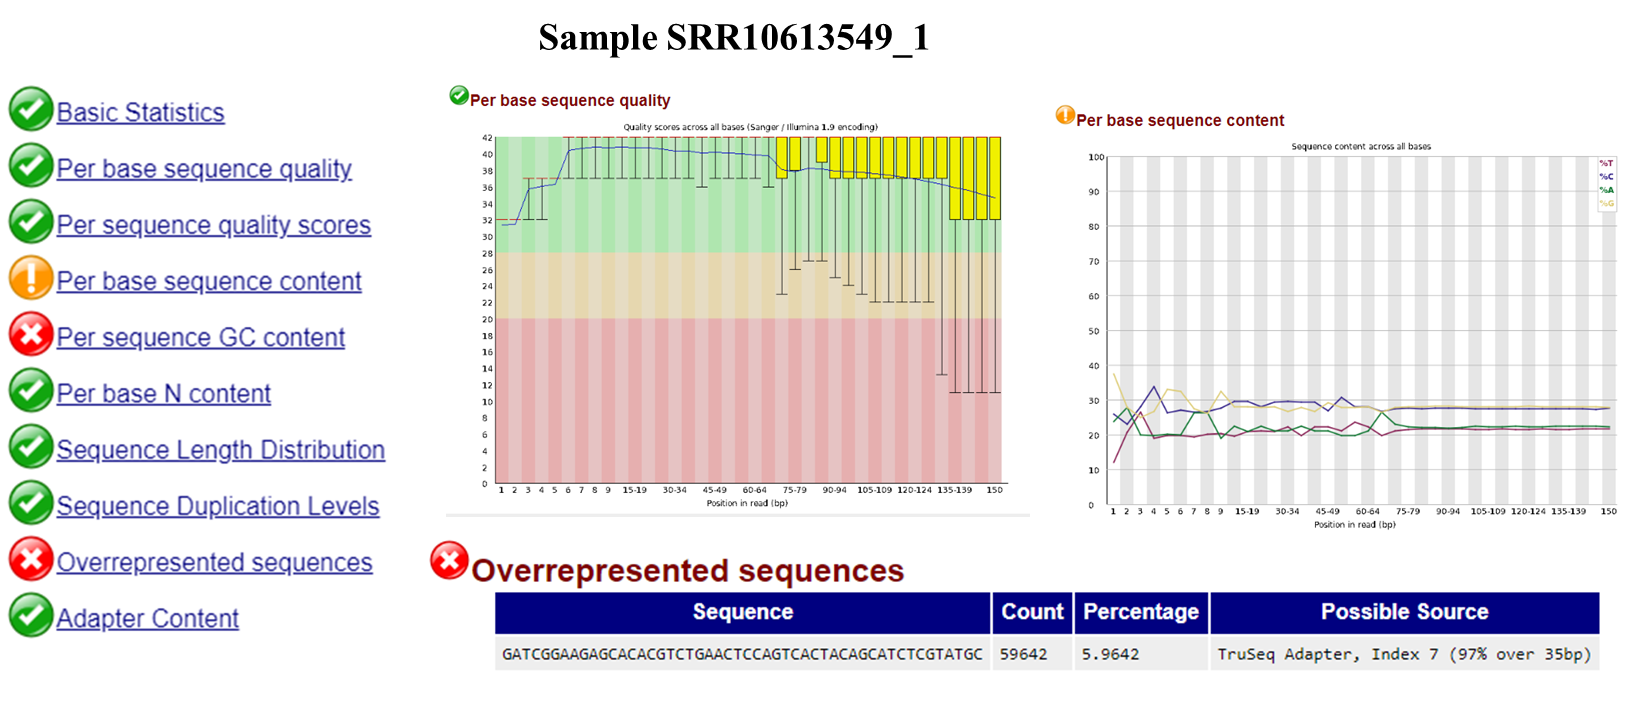 Sample SRR10613549_1
Basic Statistics
Per base sequence quality
Per sequence quality scores
Per base sequence content
Per sequence GC content
Per base N content
Sequence Length Distribution
Sequence Duplication Levels
Overrepresented sequences
Adapter Content
Per base sequence quality
Quality scores across all bases (Sanger / Illumina 1.9 encoding)
42
40
38
36
34
32
30
28
26
24
22
20
18
16
14
12
10
8
6
4
2
0
1 2 3 4 5 6 7 8 9 15-19 30-34 45-49 60-64 75-79 90-94 105-109 120-124 135-139 150
Position in read (bp)
Per base sequence content
Sequence content across all bases
%T
%C
%A
%G
100
90
80
70
60
50
40
30
20
10
0
1 2 3 4 5 6 7 8 9 15-19 30-34 45-49 60-64 75-79 90-94 105-109 120-124 135-139 150
Position in read (bp)
Overrepresented sequences
Sequence Count Percentage Possible Source
GATCGGAAGAGCACACGTCTGAACTCCAGTCACTACAGCATCTCGTATGC 59642 5.9642 TruSeq Adapter, Index 7 (97% over 35bp)